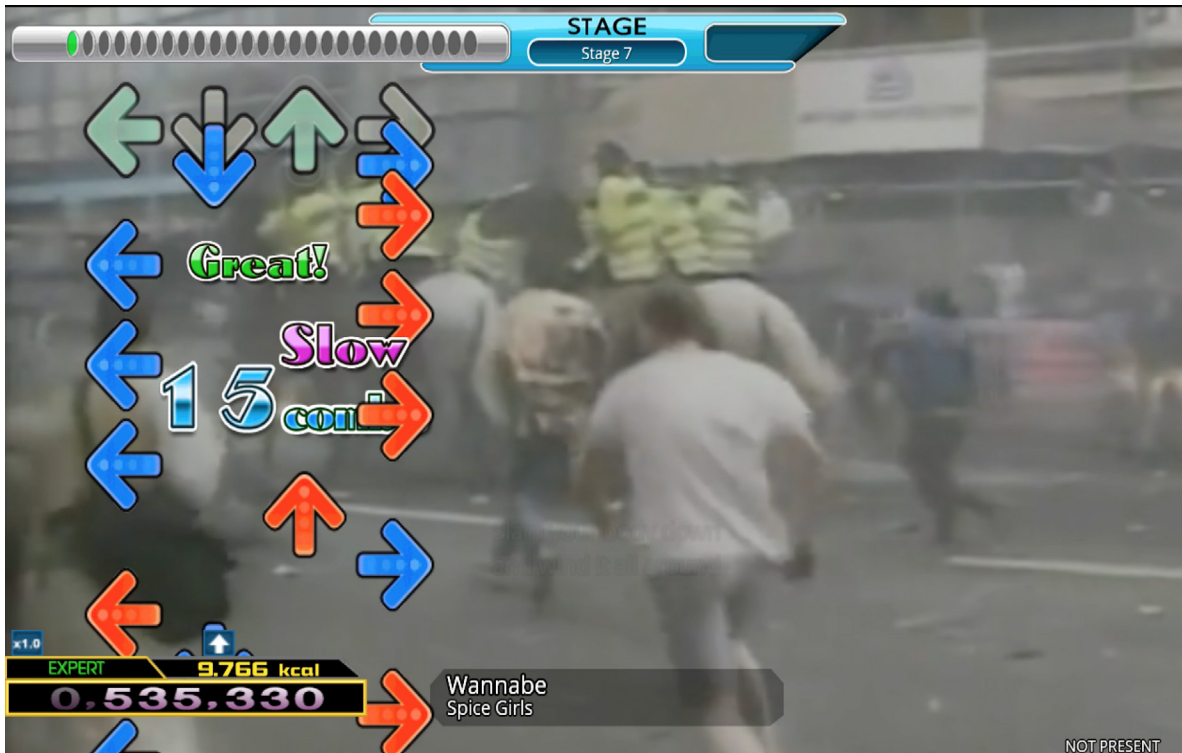 STAGE
Stage 7
Great!
Slow
15
x1.0
EXPERT
9.766 kcal
0,535,330
Wannabe
Spice Girls
NOT PRESENT